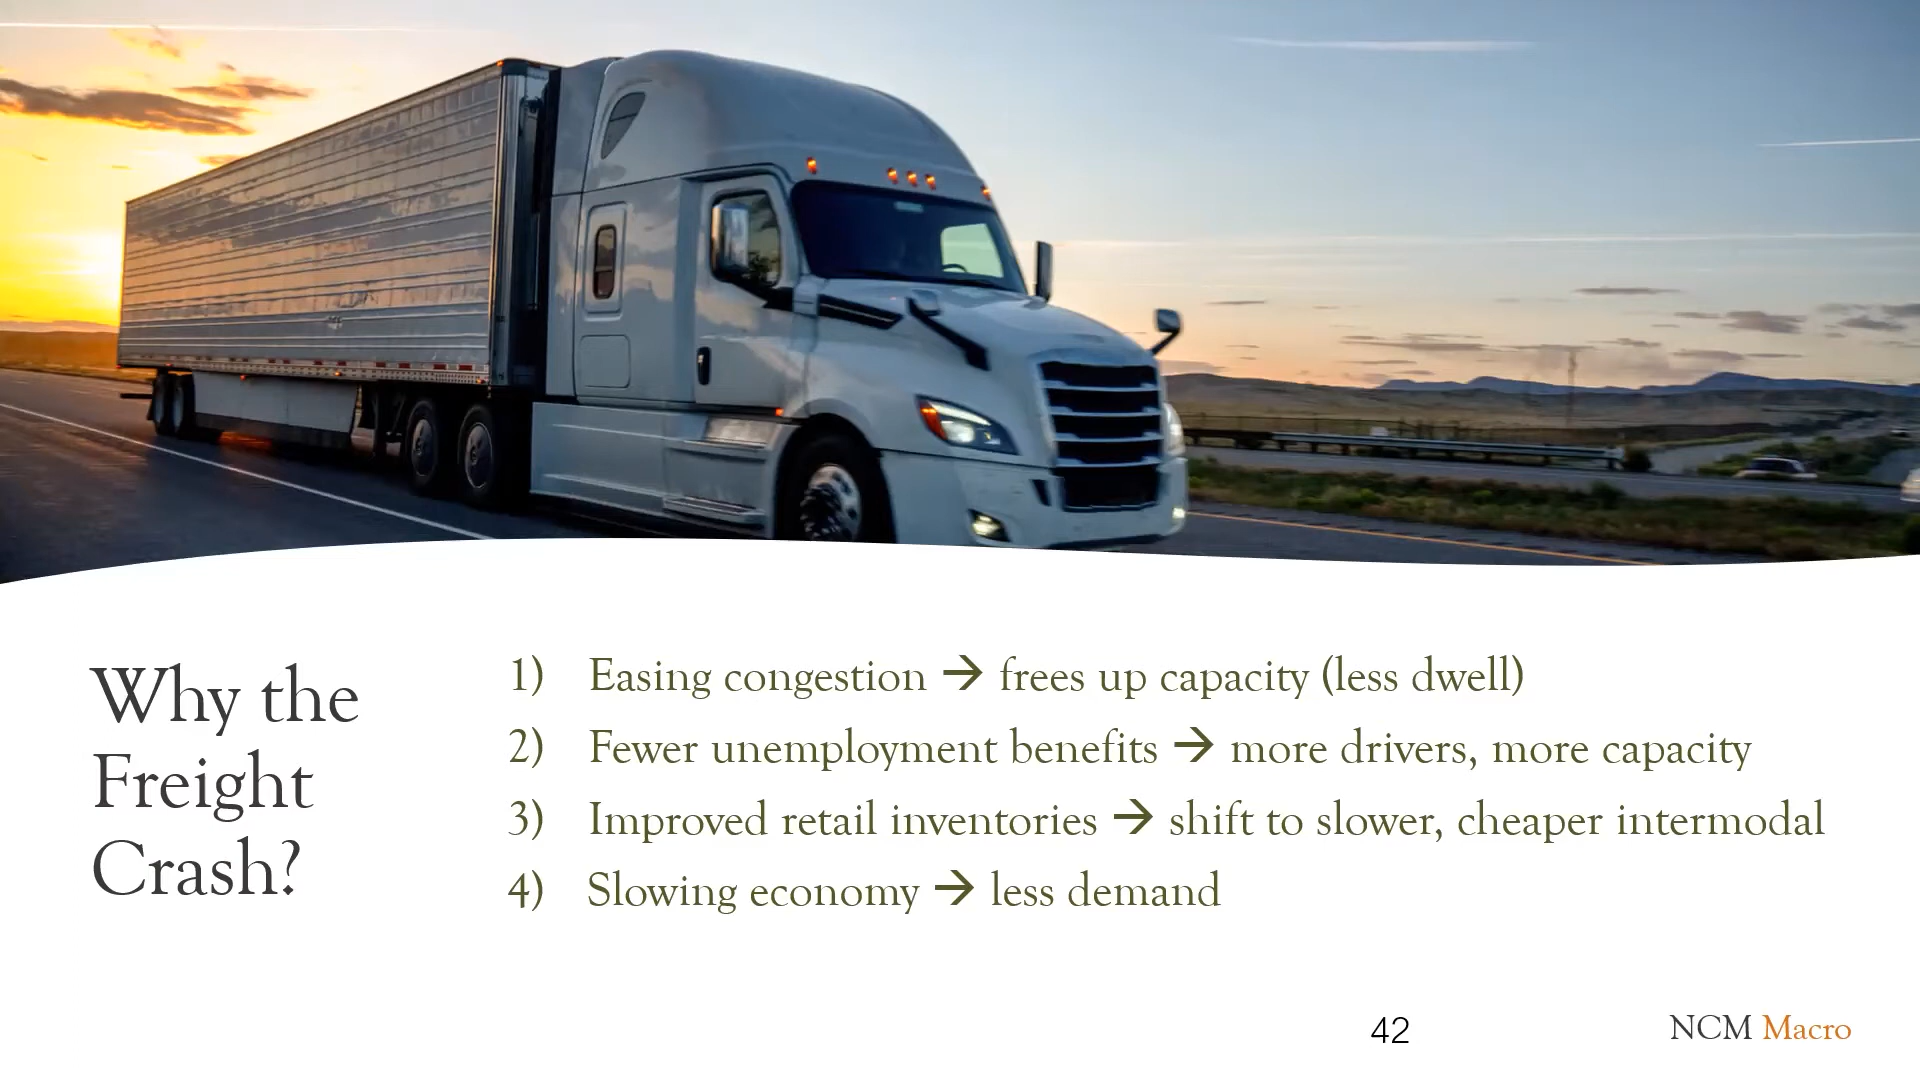 Why the
Freight
Crash?
1) Easing congestion → frees up capacity (less dwell)
2) Fewer unemployment benefits → more drivers, more capacity
3) Improved retail inventories → shift to slower, cheaper intermodal
4) Slowing economy → less demand
42
NCM Macro